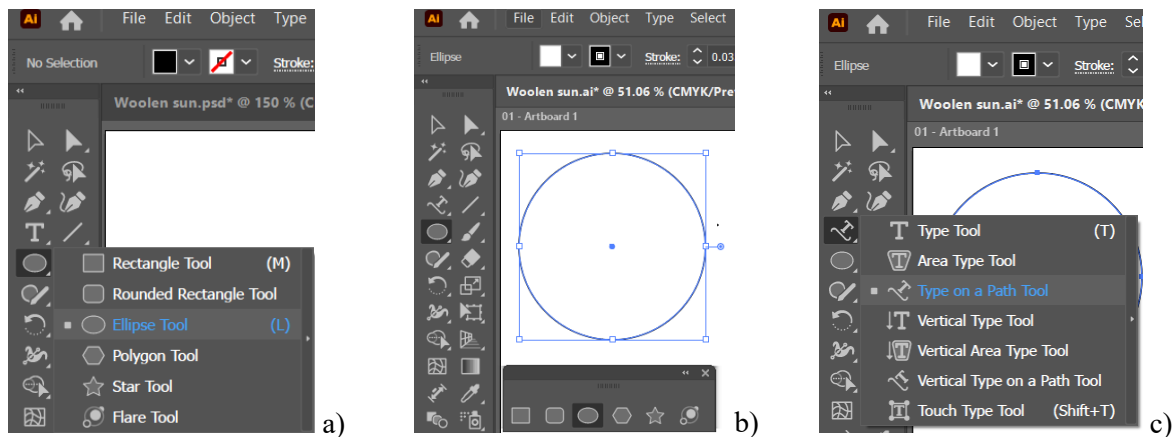 Ai File Edit Object Type
No Selection Stroke:
Woolen sun.psd* @ 150 % (C
T
Rectangle Tool (M)
Rounded Rectangle Tool
Ellipse Tool (L)
Polygon Tool
Star Tool
Flare Tool
a)
Ai File Edit Object Type Select
Ellipse Stroke: 0.03
Woolen sun.ai* @ 51.06 % (CMYK/Pre
01 - Artboard 1
b)
Ai File Edit Object Type Sel
Ellipse Stroke:
Woolen sun.ai* @ 51.06 % (CMYK
01 - Artboard 1
T Type Tool (T)
T Area Type Tool
Type on a Path Tool
T Vertical Type Tool
T Vertical Area Type Tool
Vertical Type on a Path Tool
T Touch Type Tool (Shift+T)
c)